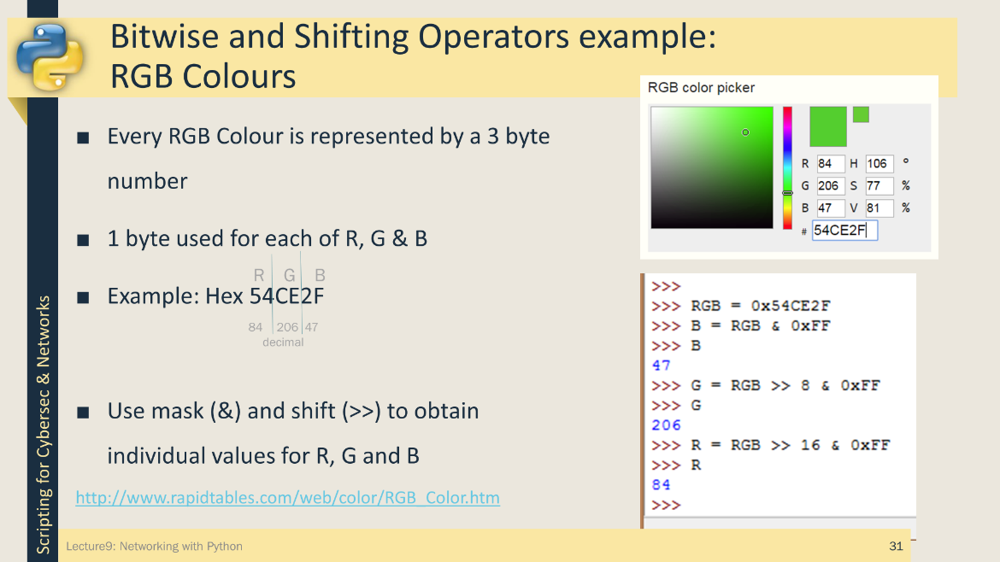 Bitwise and Shifting Operators example:
RGB Colours
Every RGB Colour is represented by a 3 byte
number
1 byte used for each of R, G & B
R G B
Example: Hex 54CE2F
84 206 47
decimal
Use mask (&) and shift (>>) to obtain
individual values for R, G and B
http://www.rapidtables.com/web/color/RGB_Color.htm
RGB color picker
R 84 H 106 °
G 206 S 77 %
B 47 V 81 %
# 54CE2F
>>>
>>> RGB = 0x54CE2F
>>> B = RGB & 0xFF
>>> B
47
>>> G = RGB >> 8 & 0xFF
>>> G
206
>>> R = RGB >> 16 & 0xFF
>>> R
84
>>>
Scripting for Cybersec & Networks
Lecture9: Networking with Python
31